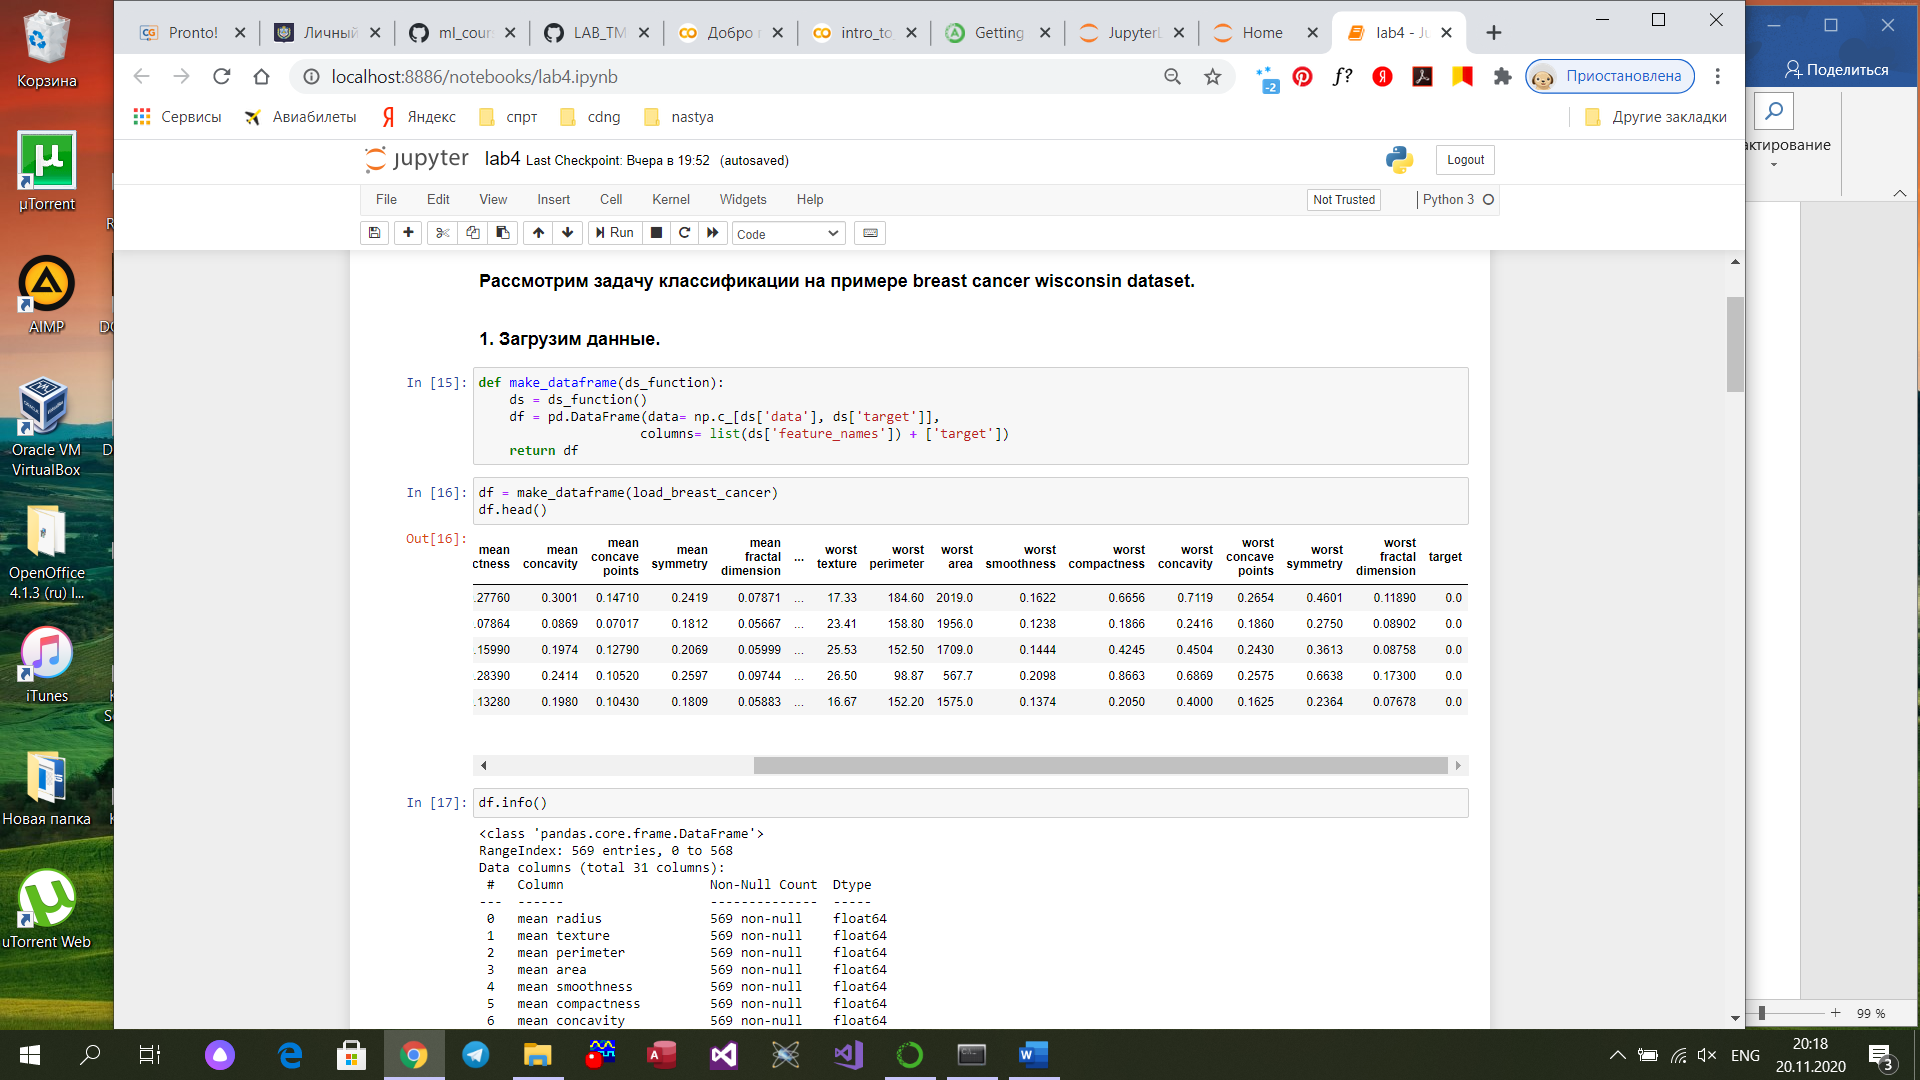 Pronto!
Личный
ml_cour
LAB_TM
Добро
intro_to
Getting
Jupyter
Home
lab4 - Ju
localhost:8886/notebooks/lab4.ipynb
-2
f?
Приостановлена
Сервисы
Авиабилеты
Яндекс
спрт
cdng
nastya
Другие закладки
jupyter lab4 Last Checkpoint: Вчера в 19:52 (autosaved)
Logout
File Edit View Insert Cell Kernel Widgets Help
Not Trusted
Python 3
Run
Code
Рассмотрим задачу классификации на примере breast cancer wisconsin dataset.
1. Загрузим данные.
In [15]:
def make_dataframe(ds_function):
    ds = ds_function()
    df = pd.DataFrame(data= np.c_[ds['data'], ds['target']],
                     columns= list(ds['feature_names']) + ['target'])
    return df
In [16]:
df = make_dataframe(load_breast_cancer)
df.head()
Out[16]:
mean ctness | mean concavity | mean concave points | mean symmetry | mean fractal dimension | ... | worst texture | worst perimeter | worst area | worst smoothness | worst compactness | worst concavity | worst concave points | worst symmetry | worst fractal dimension | target
.27760 0.3001 0.14710 0.2419 0.07871 ... 17.33 184.60 2019.0 0.1622 0.6656 0.7119 0.2654 0.4601 0.11890 0.0
.07864 0.0869 0.07017 0.1812 0.05667 ... 23.41 158.80 1956.0 0.1238 0.1866 0.2416 0.1860 0.2750 0.08902 0.0
.15990 0.1974 0.12790 0.2069 0.05999 ... 25.53 152.50 1709.0 0.1444 0.4245 0.4504 0.2430 0.3613 0.08758 0.0
.28390 0.2414 0.10520 0.2597 0.09744 ... 26.50 98.87 567.7 0.2098 0.8663 0.6869 0.2575 0.6638 0.17300 0.0
.13280 0.1980 0.10430 0.1809 0.05883 ... 16.67 152.20 1575.0 0.1374 0.2050 0.4000 0.1625 0.2364 0.07678 0.0
In [17]:
df.info()
<class 'pandas.core.frame.DataFrame'>
RangeIndex: 569 entries, 0 to 568
Data columns (total 31 columns):
 #   Column                   Non-Null Count  Dtype
---  ------                   --------------  -----
 0   mean radius              569 non-null    float64
 1   mean texture             569 non-null    float64
 2   mean perimeter           569 non-null    float64
 3   mean area                569 non-null    float64
 4   mean smoothness          569 non-null    float64
 5   mean compactness         569 non-null    float64
 6   mean concavity           569 non-null    float64
Корзина
µTorrent
AIMP
Oracle VM
VirtualBox
OpenOffice
4.1.3 (ru) I...
iTunes
Новая папка
uTorrent Web
Поделиться
актирование
99 %
ENG
20:18
20.11.2020
3